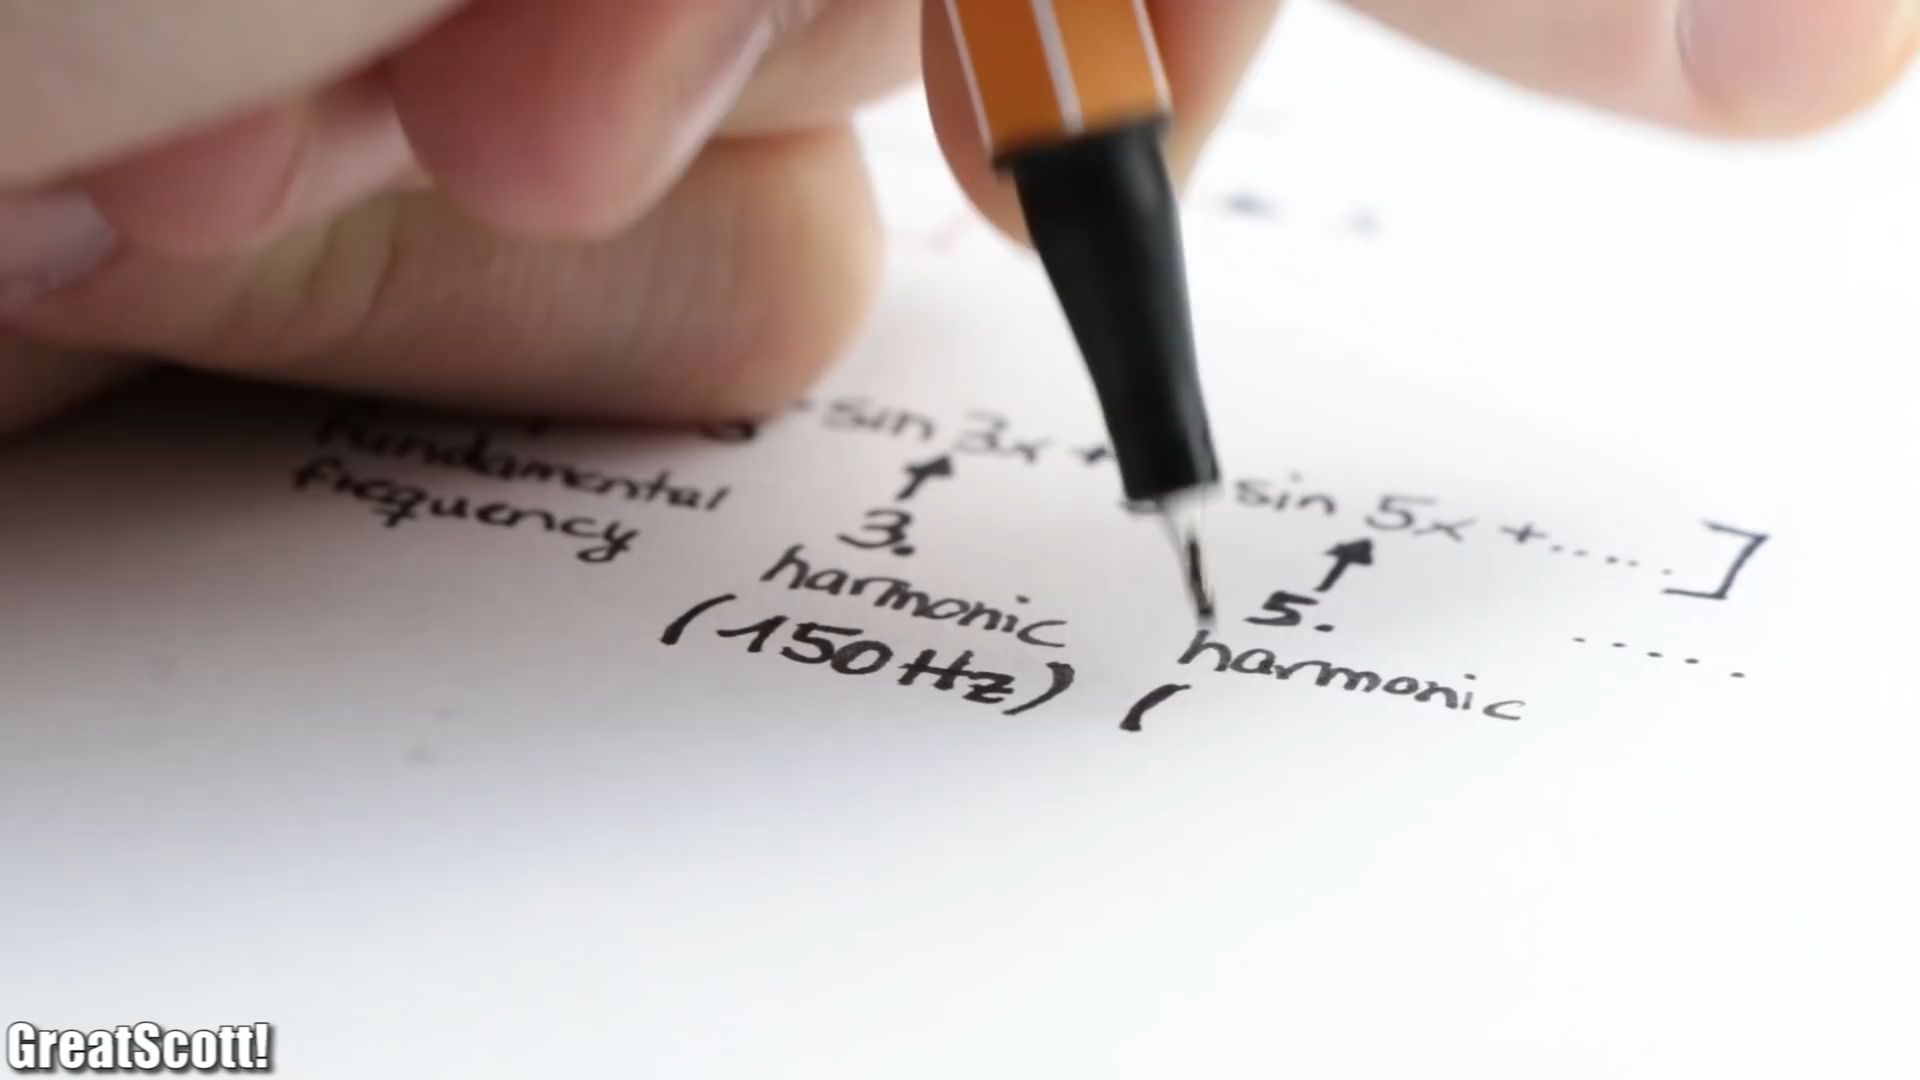 sin 3x + sin 5x + ..... ]
fundamental
frequency
3.
harmonic
(150Hz)
5.
harmonic
(
.....
GreatScott!